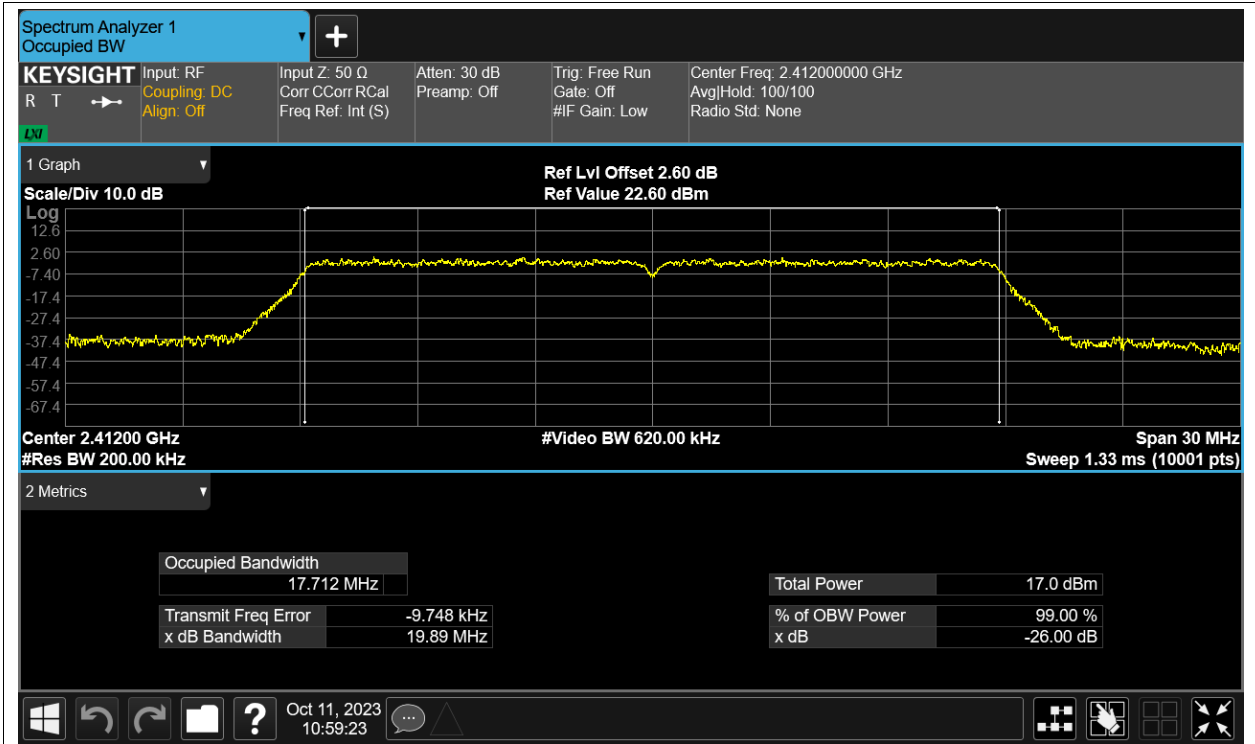 Spectrum Analyzer 1
Occupied BW
KEYSIGHT
R T
LXI
Input: RF
Coupling: DC
Align: Off
Input Z: 50 Ω
Corr CCorr RCal
Freq Ref: Int (S)
Atten: 30 dB
Preamp: Off
Trig: Free Run
Gate: Off
#IF Gain: Low
Center Freq: 2.412000000 GHz
Avg|Hold: 100/100
Radio Std: None
1 Graph
Scale/Div 10.0 dB
Ref Lvl Offset 2.60 dB
Ref Value 22.60 dBm
Log
12.6
2.60
-7.40
-17.4
-27.4
-37.4
-47.4
-57.4
-67.4
Center 2.41200 GHz
#Res BW 200.00 kHz
#Video BW 620.00 kHz
Span 30 MHz
Sweep 1.33 ms (10001 pts)
2 Metrics
Occupied Bandwidth
17.712 MHz
Transmit Freq Error -9.748 kHz
x dB Bandwidth 19.89 MHz
Total Power 17.0 dBm
% of OBW Power 99.00 %
x dB -26.00 dB
?
Oct 11, 2023
10:59:23